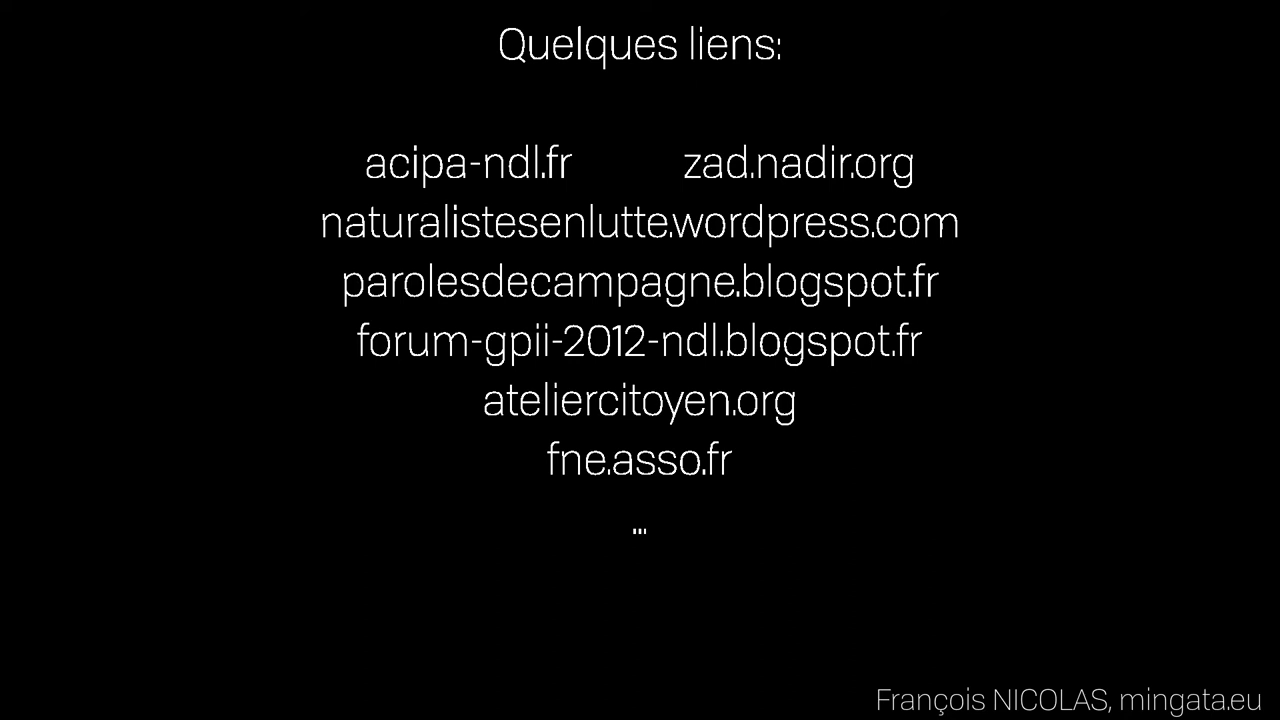 Quelques liens:
acipa-ndl.fr zad.nadir.org
naturalistesenlutte.wordpress.com
parolesdecampagne.blogspot.fr
forum-gpii-2012-ndl.blogspot.fr
ateliercitoyen.org
fne.asso.fr
...
François NICOLAS, mingata.eu